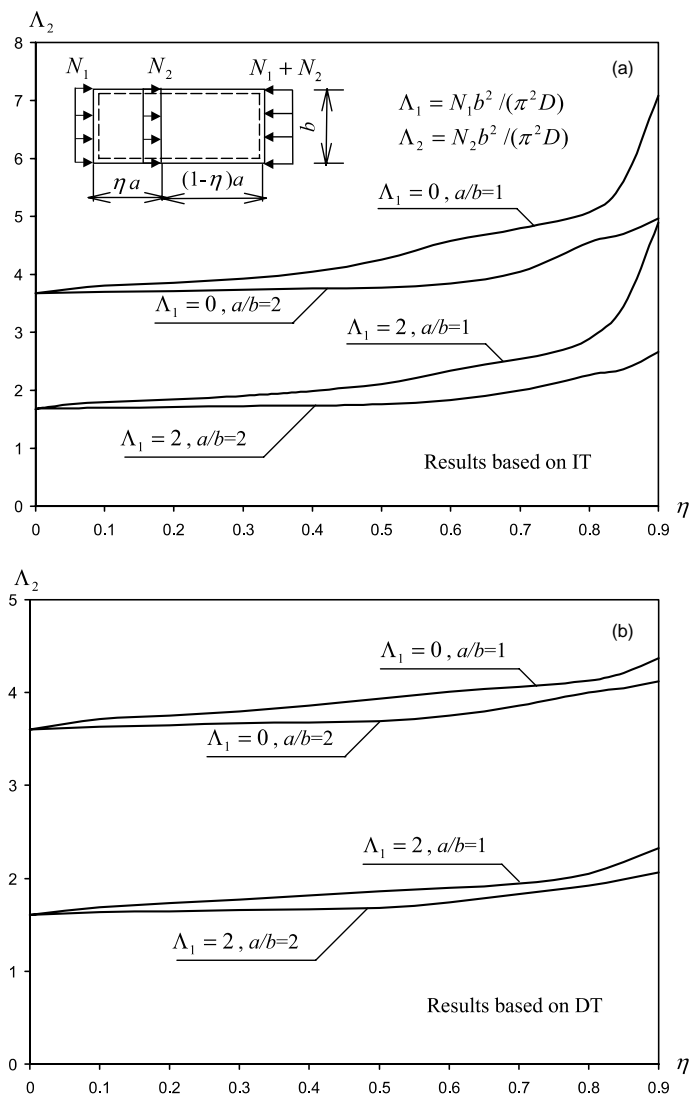 Λ₂
8
7
6
5
4
3
2
1
0
(a)
N₁
N₂
N₁ + N₂
b
η a
(1-η)a
Λ₁ = N₁b² /(π²D)
Λ₂ = N₂b² /(π²D)
Λ₁ = 0 , a/b=1
Λ₁ = 0 , a/b=2
Λ₁ = 2 , a/b=1
Λ₁ = 2 , a/b=2
Results based on IT
0 0.1 0.2 0.3 0.4 0.5 0.6 0.7 0.8 0.9
η
Λ₂
5
4
3
2
1
0
(b)
Λ₁ = 0 , a/b=1
Λ₁ = 0 , a/b=2
Λ₁ = 2 , a/b=1
Λ₁ = 2 , a/b=2
Results based on DT
0 0.1 0.2 0.3 0.4 0.5 0.6 0.7 0.8 0.9
η